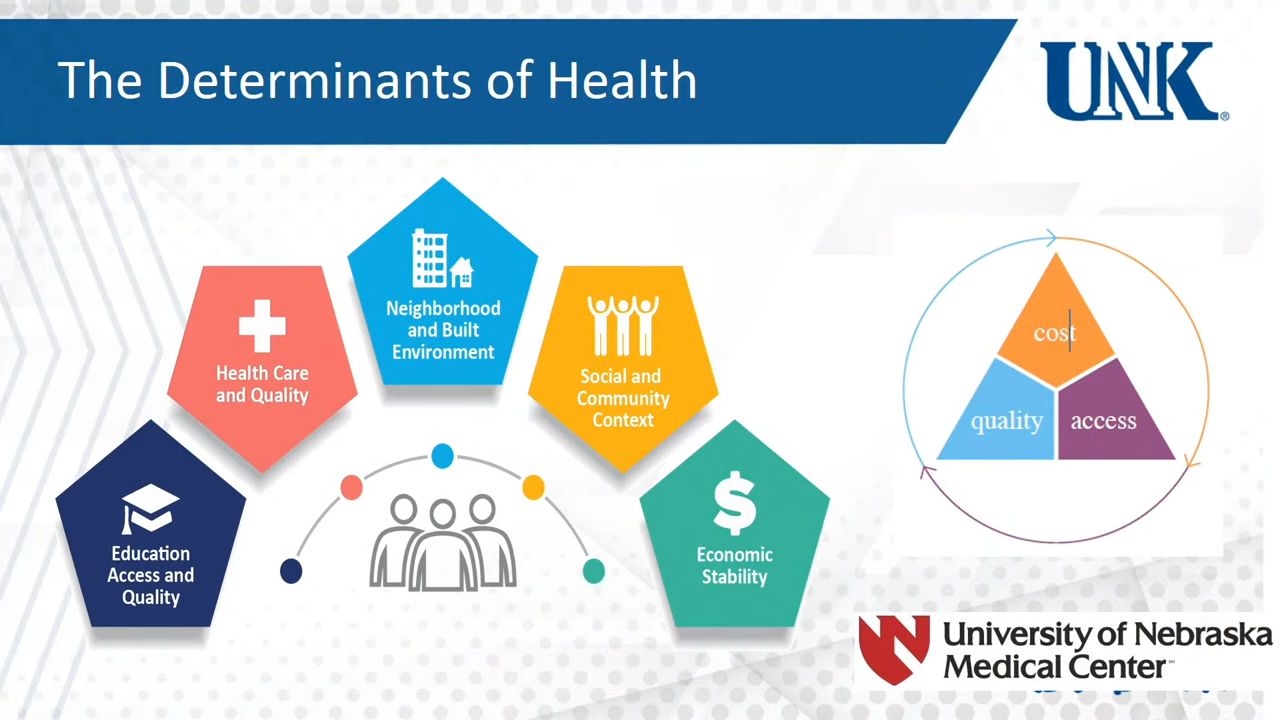 The Determinants of Health
UNK®
Neighborhood
and Built
Environment
Health Care
and Quality
Social and
Community
Context
Education
Access and
Quality
$
Economic
Stability
cost
quality
access
University of Nebraska
Medical Center